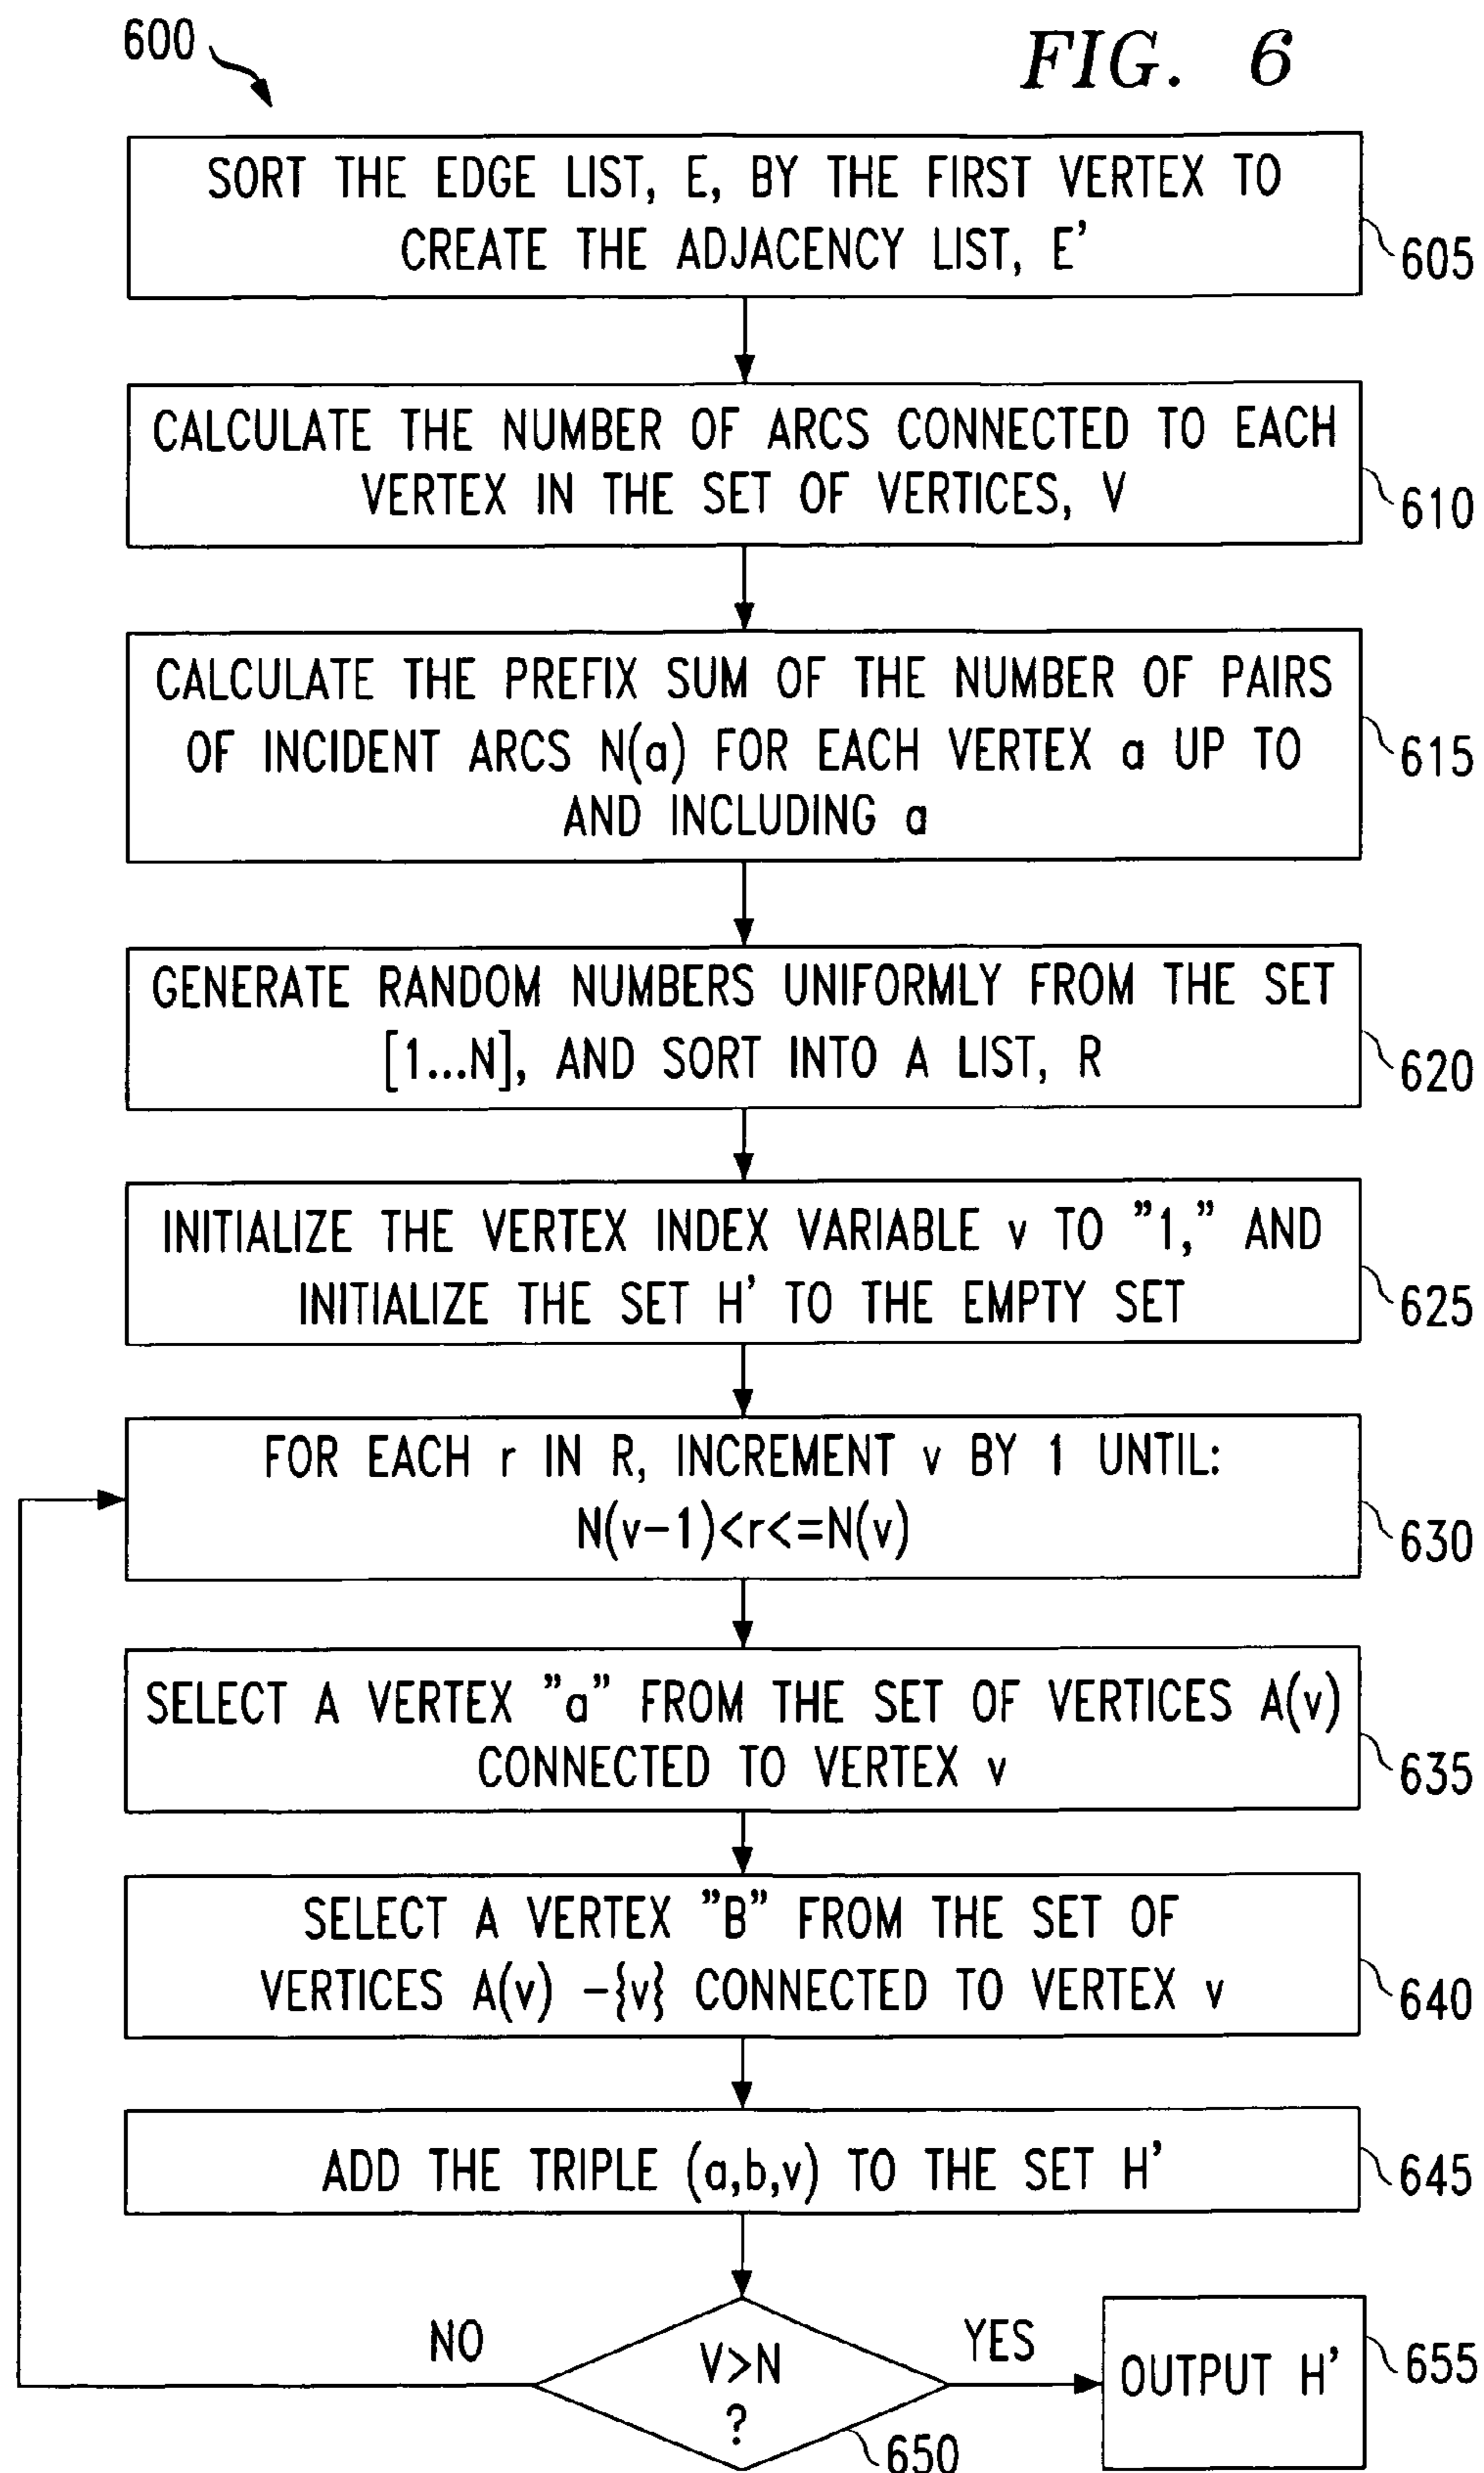 600
FIG. 6
SORT THE EDGE LIST, E, BY THE FIRST VERTEX TO
CREATE THE ADJACENCY LIST, E'
605
CALCULATE THE NUMBER OF ARCS CONNECTED TO EACH
VERTEX IN THE SET OF VERTICES, V
610
CALCULATE THE PREFIX SUM OF THE NUMBER OF PAIRS
OF INCIDENT ARCS N(a) FOR EACH VERTEX a UP TO
AND INCLUDING a
615
GENERATE RANDOM NUMBERS UNIFORMLY FROM THE SET
[1...N], AND SORT INTO A LIST, R
620
INITIALIZE THE VERTEX INDEX VARIABLE v TO "1," AND
INITIALIZE THE SET H' TO THE EMPTY SET
625
FOR EACH r IN R, INCREMENT v BY 1 UNTIL:
N(v-1)<r<=N(v)
630
SELECT A VERTEX "a" FROM THE SET OF VERTICES A(v)
CONNECTED TO VERTEX v
635
SELECT A VERTEX "B" FROM THE SET OF
VERTICES A(v) -{v} CONNECTED TO VERTEX v
640
ADD THE TRIPLE (a,b,v) TO THE SET H'
645
NO
V>N
?
YES
650
OUTPUT H'
655